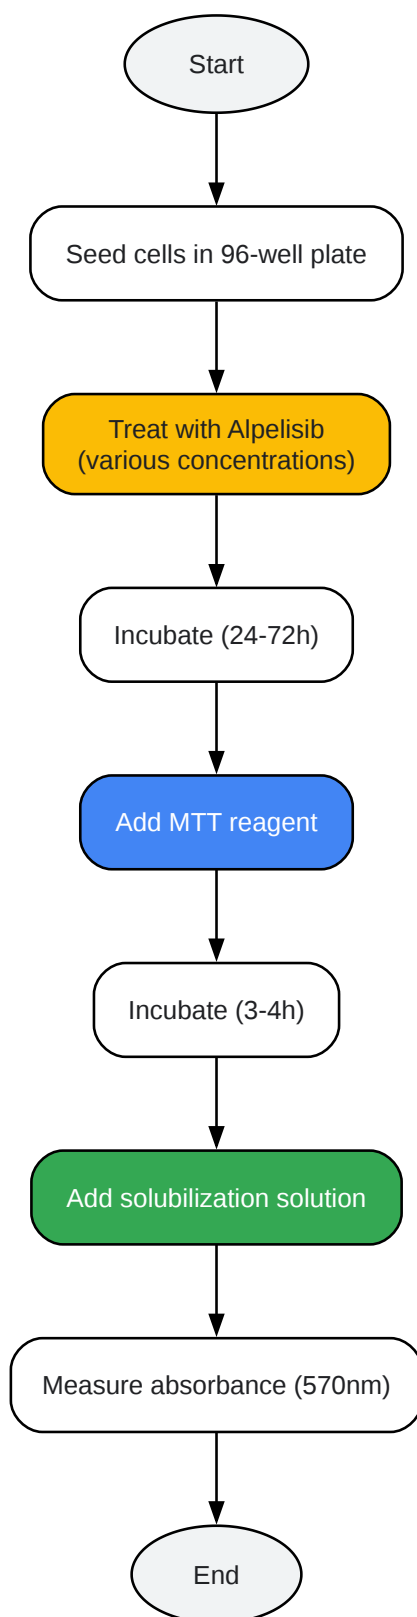 Start
Seed cells in 96-well plate
Treat with Alpelisib
(various concentrations)
Incubate (24-72h)
Add MTT reagent
Incubate (3-4h)
Add solubilization solution
Measure absorbance (570nm)
End